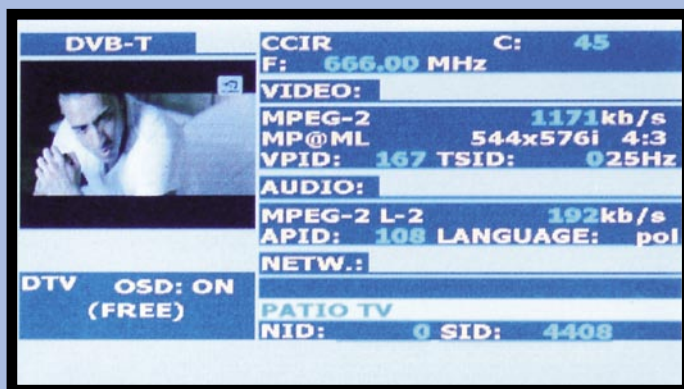 DVB-T
CCIR C: 45
F: 666.00 MHz
VIDEO:
MPEG-2 1171kb/s
MP@ML 544x576i 4:3
VPID: 167 TSID: 025Hz
AUDIO:
MPEG-2 L-2 192kb/s
APID: 108 LANGUAGE: pol
NETW.:
DTV OSD: ON
(FREE)
PATIO TV
NID: 0 SID: 4408